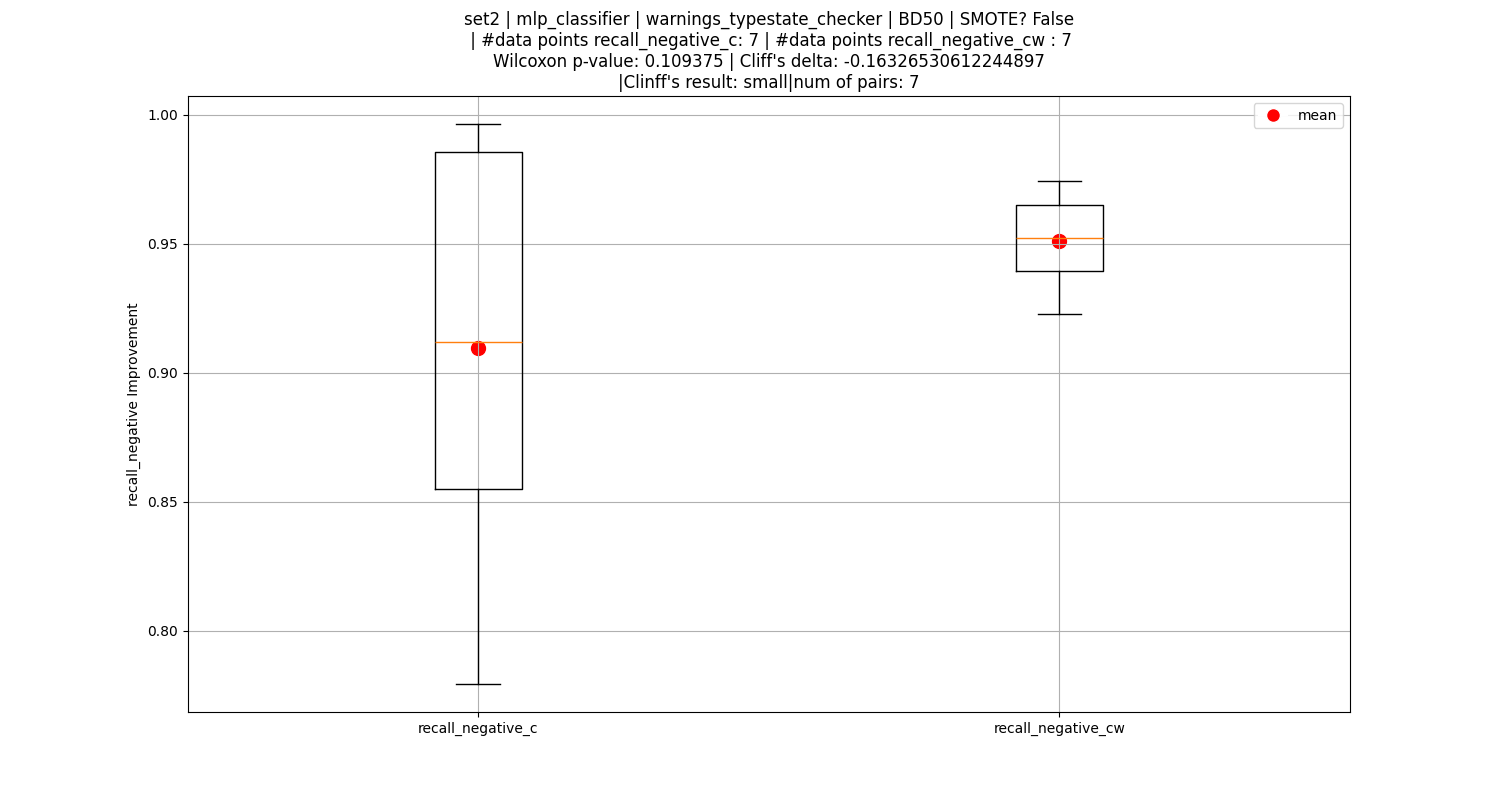 set2 | mlp_classifier | warnings_typestate_checker | BD50 | SMOTE? False
| #data points recall_negative_c: 7 | #data points recall_negative_cw : 7
Wilcoxon p-value: 0.109375 | Cliff's delta: -0.16326530612244897
|Clinff's result: small|num of pairs: 7
mean
1.00
0.95
0.90
0.85
0.80
recall_negative Improvement
recall_negative_c
recall_negative_cw